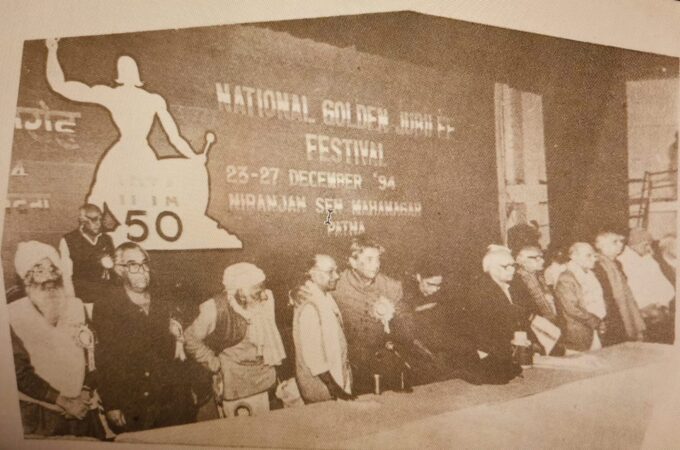 NATIONAL GOLDEN JUBILEE
FESTIVAL
23-27 DECEMBER '94
NIRANJAN SEN MAHANAGAR
PATNA
50